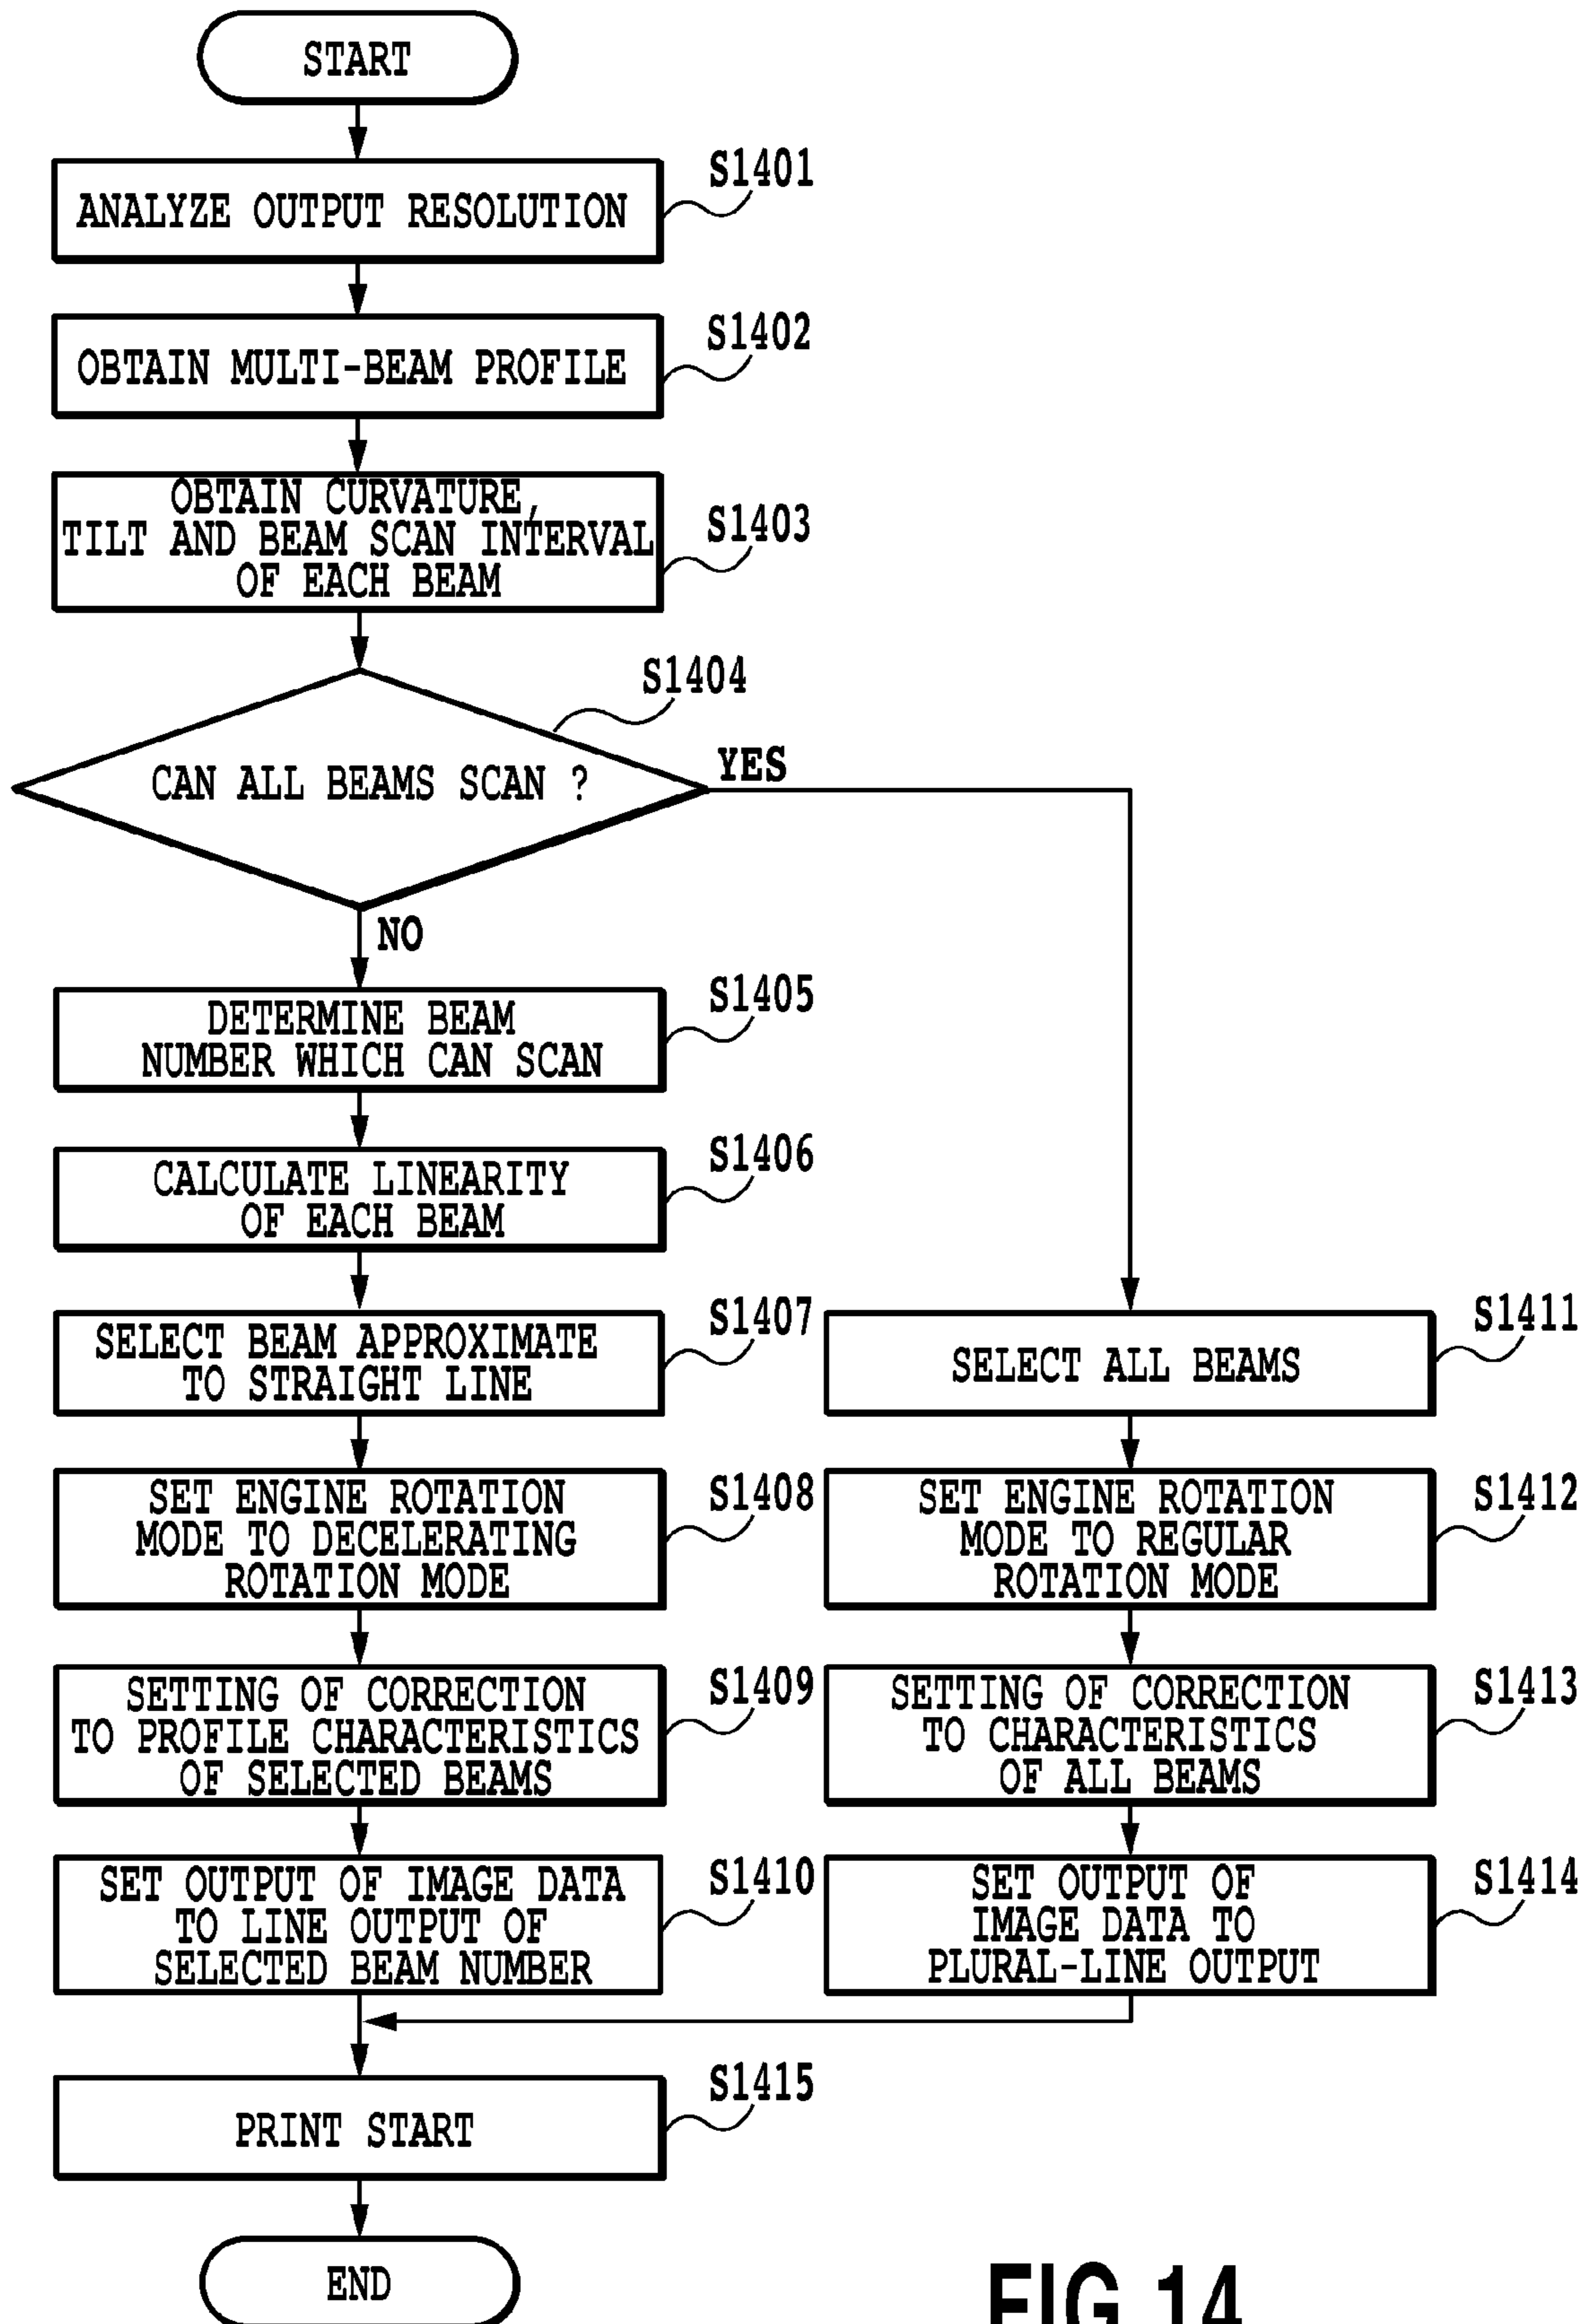 START
S1401
ANALYZE OUTPUT RESOLUTION
S1402
OBTAIN MULTI-BEAM PROFILE
S1403
OBTAIN CURVATURE,
TILT AND BEAM SCAN INTERVAL
OF EACH BEAM
S1404
CAN ALL BEAMS SCAN ?
YES
NO
S1405
DETERMINE BEAM
NUMBER WHICH CAN SCAN
S1406
CALCULATE LINEARITY
OF EACH BEAM
S1407
SELECT BEAM APPROXIMATE
TO STRAIGHT LINE
S1408
SET ENGINE ROTATION
MODE TO DECELERATING
ROTATION MODE
S1409
SETTING OF CORRECTION
TO PROFILE CHARACTERISTICS
OF SELECTED BEAMS
S1410
SET OUTPUT OF IMAGE DATA
TO LINE OUTPUT OF
SELECTED BEAM NUMBER
S1411
SELECT ALL BEAMS
S1412
SET ENGINE ROTATION
MODE TO REGULAR
ROTATION MODE
S1413
SETTING OF CORRECTION
TO CHARACTERISTICS
OF ALL BEAMS
S1414
SET OUTPUT OF
IMAGE DATA TO
PLURAL-LINE OUTPUT
S1415
PRINT START
END
FIG.14